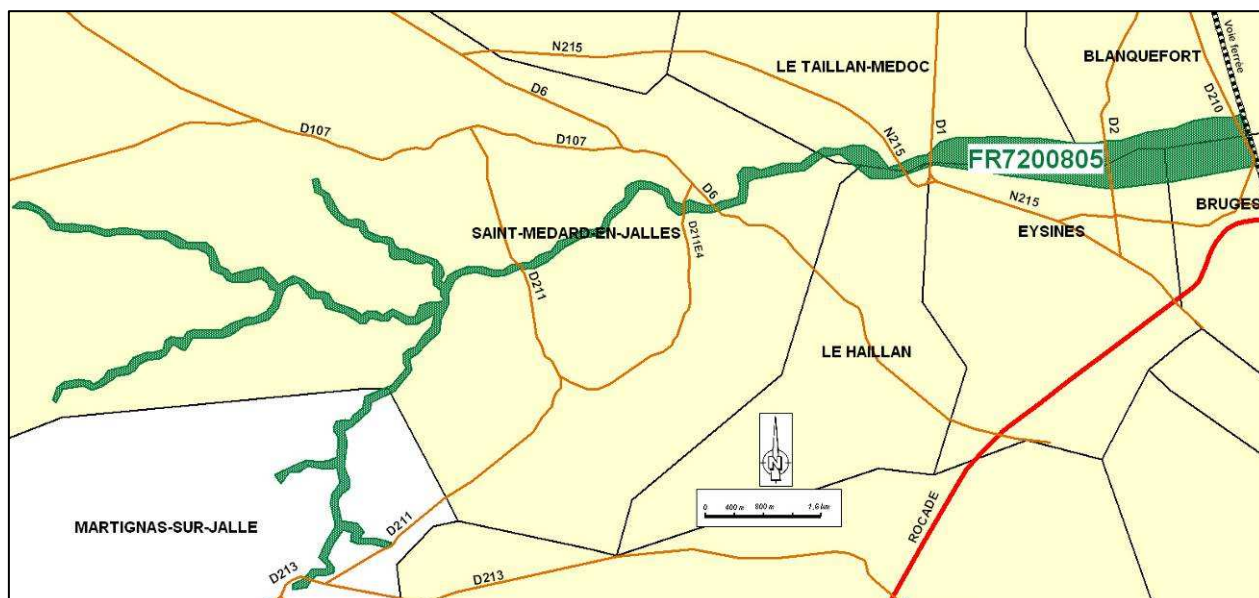 N215
LE TAILLAN-MEDOC
BLANQUEFORT
Voie ferrée
D6
D210
D107
D107
N215
D1
D2
FR7200805
D6
N215
BRUGES
SAINT-MEDARD-EN-JALLES
D211E4
EYSINES
D211
LE HAILLAN
N
0 400 m 800 m 1,6 km
MARTIGNAS-SUR-JALLE
D211
ROCADE
D213
D213